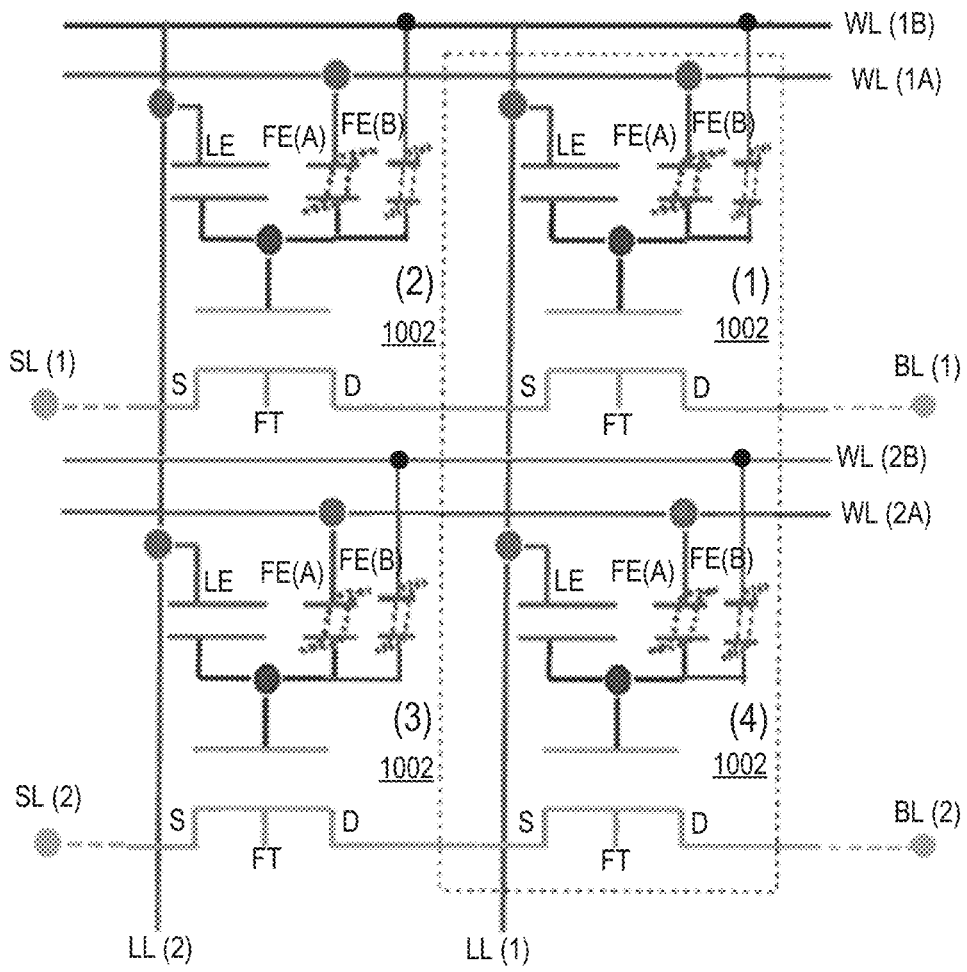 WL (1B)
WL (1A)
LE FE(A) FE(B) LE FE(A) FE(B)
(2) (1)
1002 1002
SL (1) S D S D BL (1)
FT FT
WL (2B)
WL (2A)
LE FE(A) FE(B) LE FE(A) FE(B)
(3) (4)
1002 1002
SL (2) S D S D BL (2)
FT FT
LL (2) LL (1)